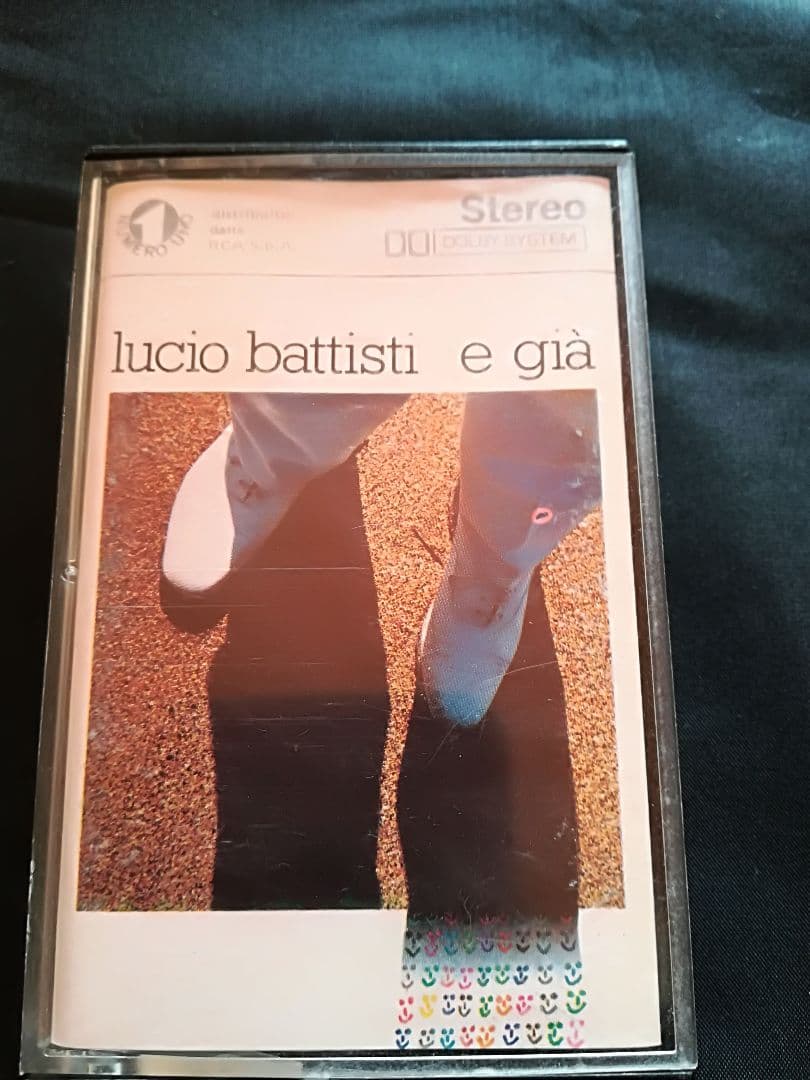 1
NUMERO UNO
distribuito
dalla
RCA S.p.A.
Stereo
DOLBY SYSTEM
lucio battisti e già